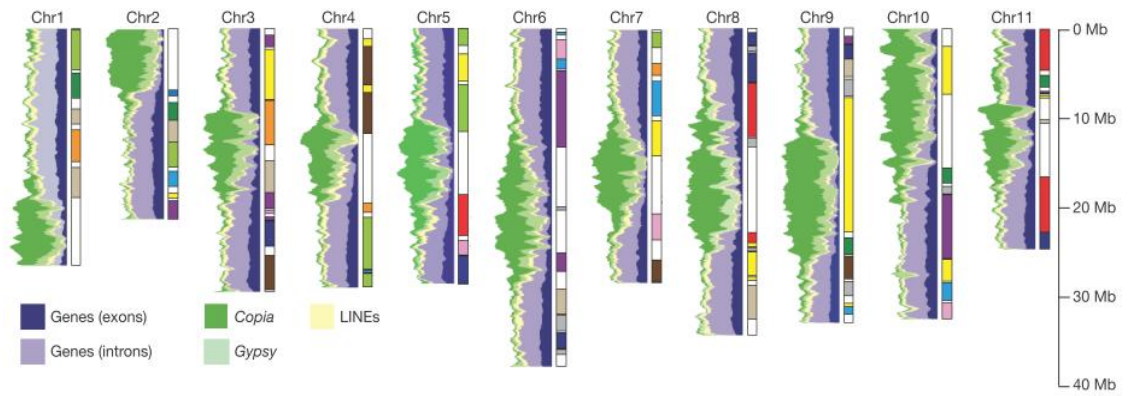 Chr1 Chr2 Chr3 Chr4 Chr5 Chr6 Chr7 Chr8 Chr9 Chr10 Chr11
0 Mb
10 Mb
20 Mb
30 Mb
40 Mb
Genes (exons) Copia LINEs
Genes (introns) Gypsy